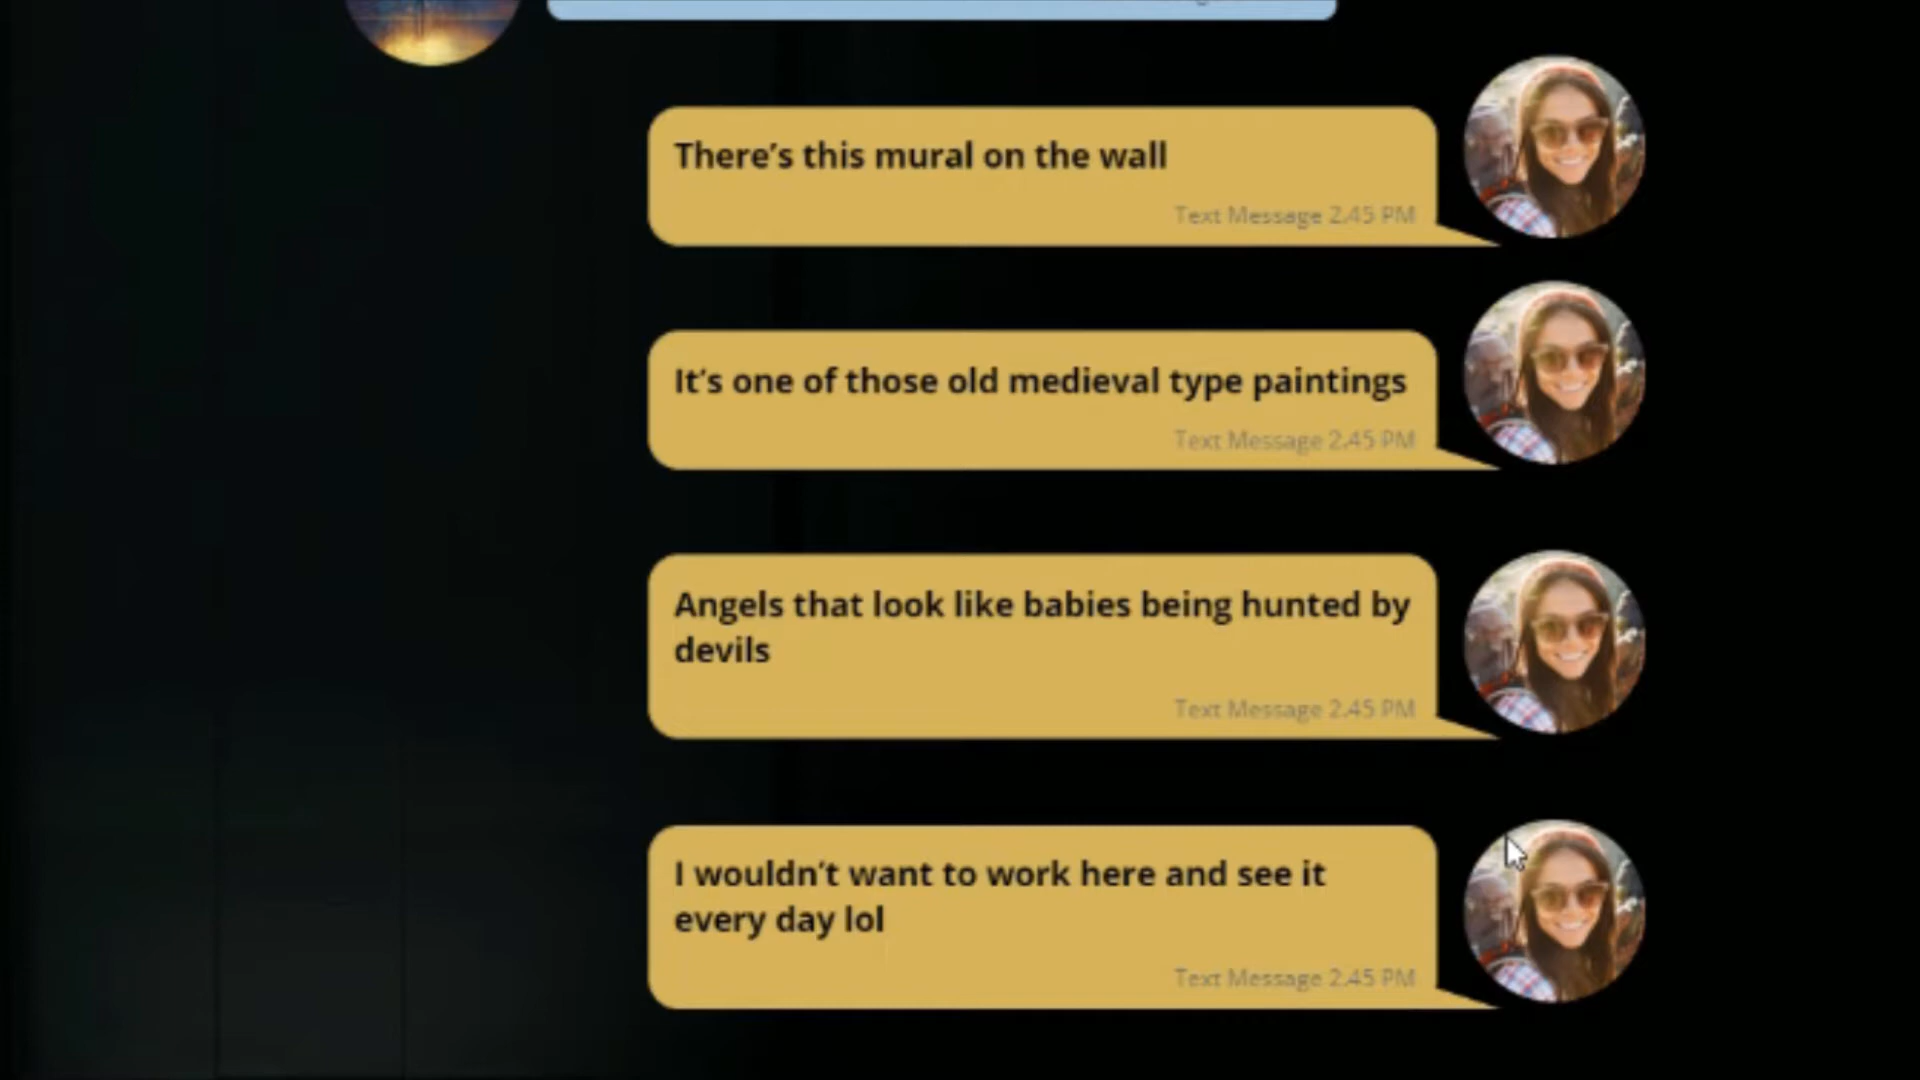 There’s this mural on the wall
Text Message 2.45 PM
It’s one of those old medieval type paintings
Text Message 2.45 PM
Angels that look like babies being hunted by
devils
Text Message 2.45 PM
I wouldn’t want to work here and see it
every day lol
Text Message 2.45 PM